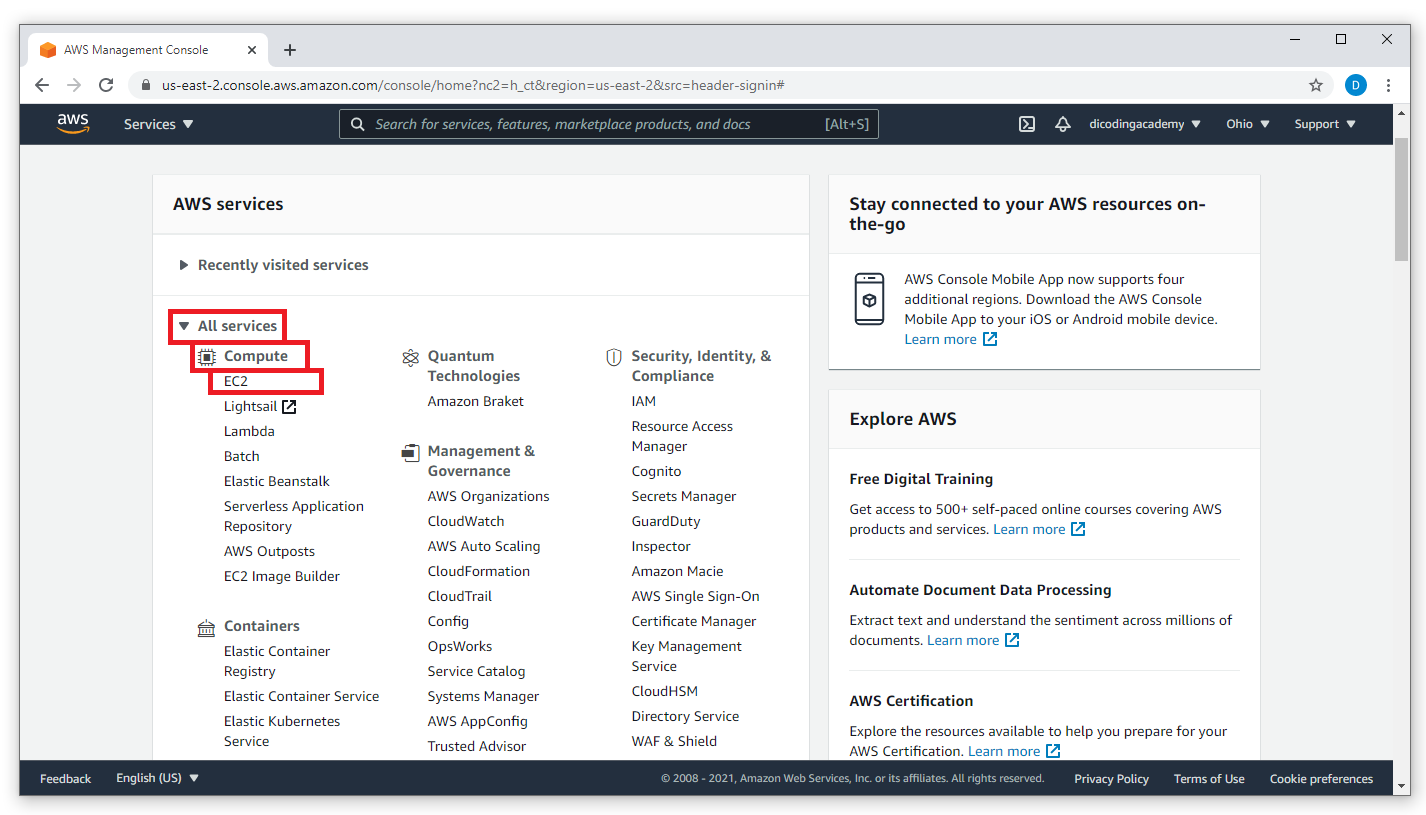 AWS Management Console
us-east-2.console.aws.amazon.com/console/home?nc2=h_ct&region=us-east-2&src=header-signin#
D
aws
Services
Search for services, features, marketplace products, and docs
[Alt+S]
dicodingacademy
Ohio
Support
AWS services
Recently visited services
All services
Compute
EC2
Lightsail
Lambda
Batch
Elastic Beanstalk
Serverless Application
Repository
AWS Outposts
EC2 Image Builder
Containers
Elastic Container
Registry
Elastic Container Service
Elastic Kubernetes
Service
Quantum
Technologies
Amazon Braket
Management &
Governance
AWS Organizations
CloudWatch
AWS Auto Scaling
CloudFormation
CloudTrail
Config
OpsWorks
Service Catalog
Systems Manager
AWS AppConfig
Trusted Advisor
Security, Identity, &
Compliance
IAM
Resource Access
Manager
Cognito
Secrets Manager
GuardDuty
Inspector
Amazon Macie
AWS Single Sign-On
Certificate Manager
Key Management
Service
CloudHSM
Directory Service
WAF & Shield
Stay connected to your AWS resources on-
the-go
AWS Console Mobile App now supports four
additional regions. Download the AWS Console
Mobile App to your iOS or Android mobile device.
Learn more
Explore AWS
Free Digital Training
Get access to 500+ self-paced online courses covering AWS
products and services. Learn more
Automate Document Data Processing
Extract text and understand the sentiment across millions of
documents. Learn more
AWS Certification
Explore the resources available to help you prepare for your
AWS Certification. Learn more
Feedback
English (US)
© 2008 - 2021, Amazon Web Services, Inc. or its affiliates. All rights reserved.
Privacy Policy
Terms of Use
Cookie preferences